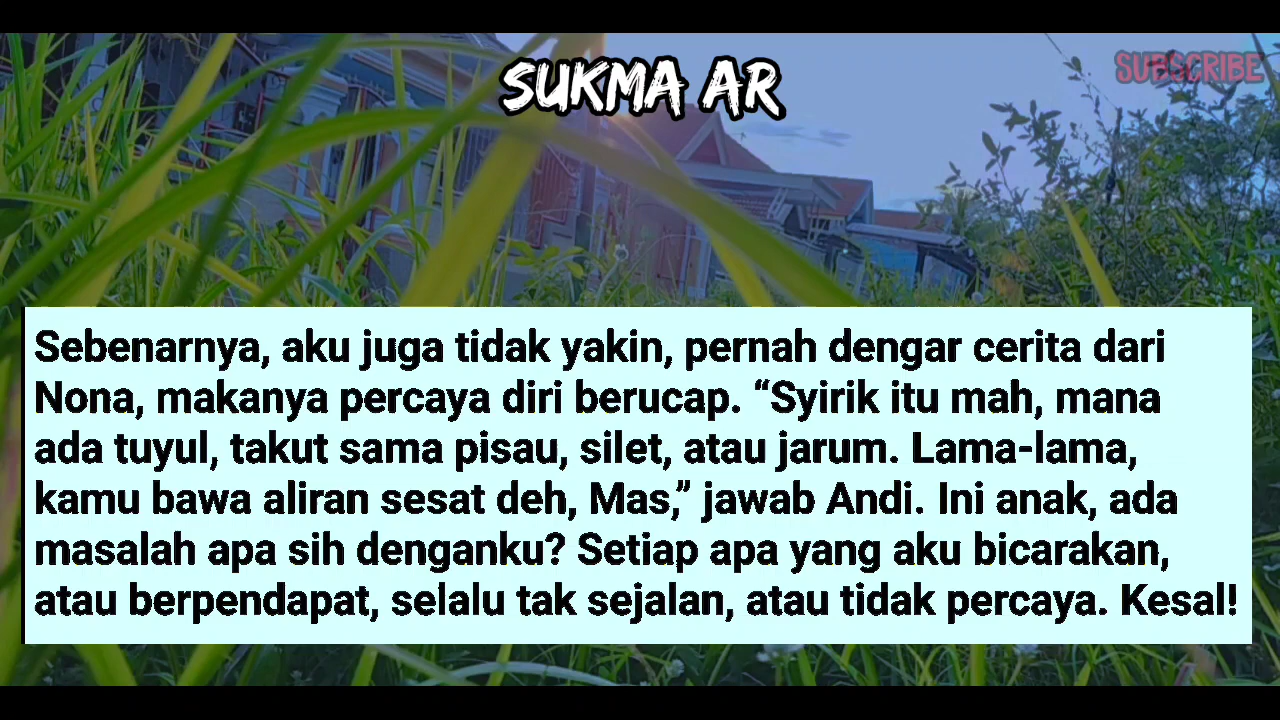 SUKMA AR
SUBSCRIBE
Sebenarnya, aku juga tidak yakin, pernah dengar cerita dari
Nona, makanya percaya diri berucap. “Syirik itu mah, mana
ada tuyul, takut sama pisau, silet, atau jarum. Lama-lama,
kamu bawa aliran sesat deh, Mas,” jawab Andi. Ini anak, ada
masalah apa sih denganku? Setiap apa yang aku bicarakan,
atau berpendapat, selalu tak sejalan, atau tidak percaya. Kesal!